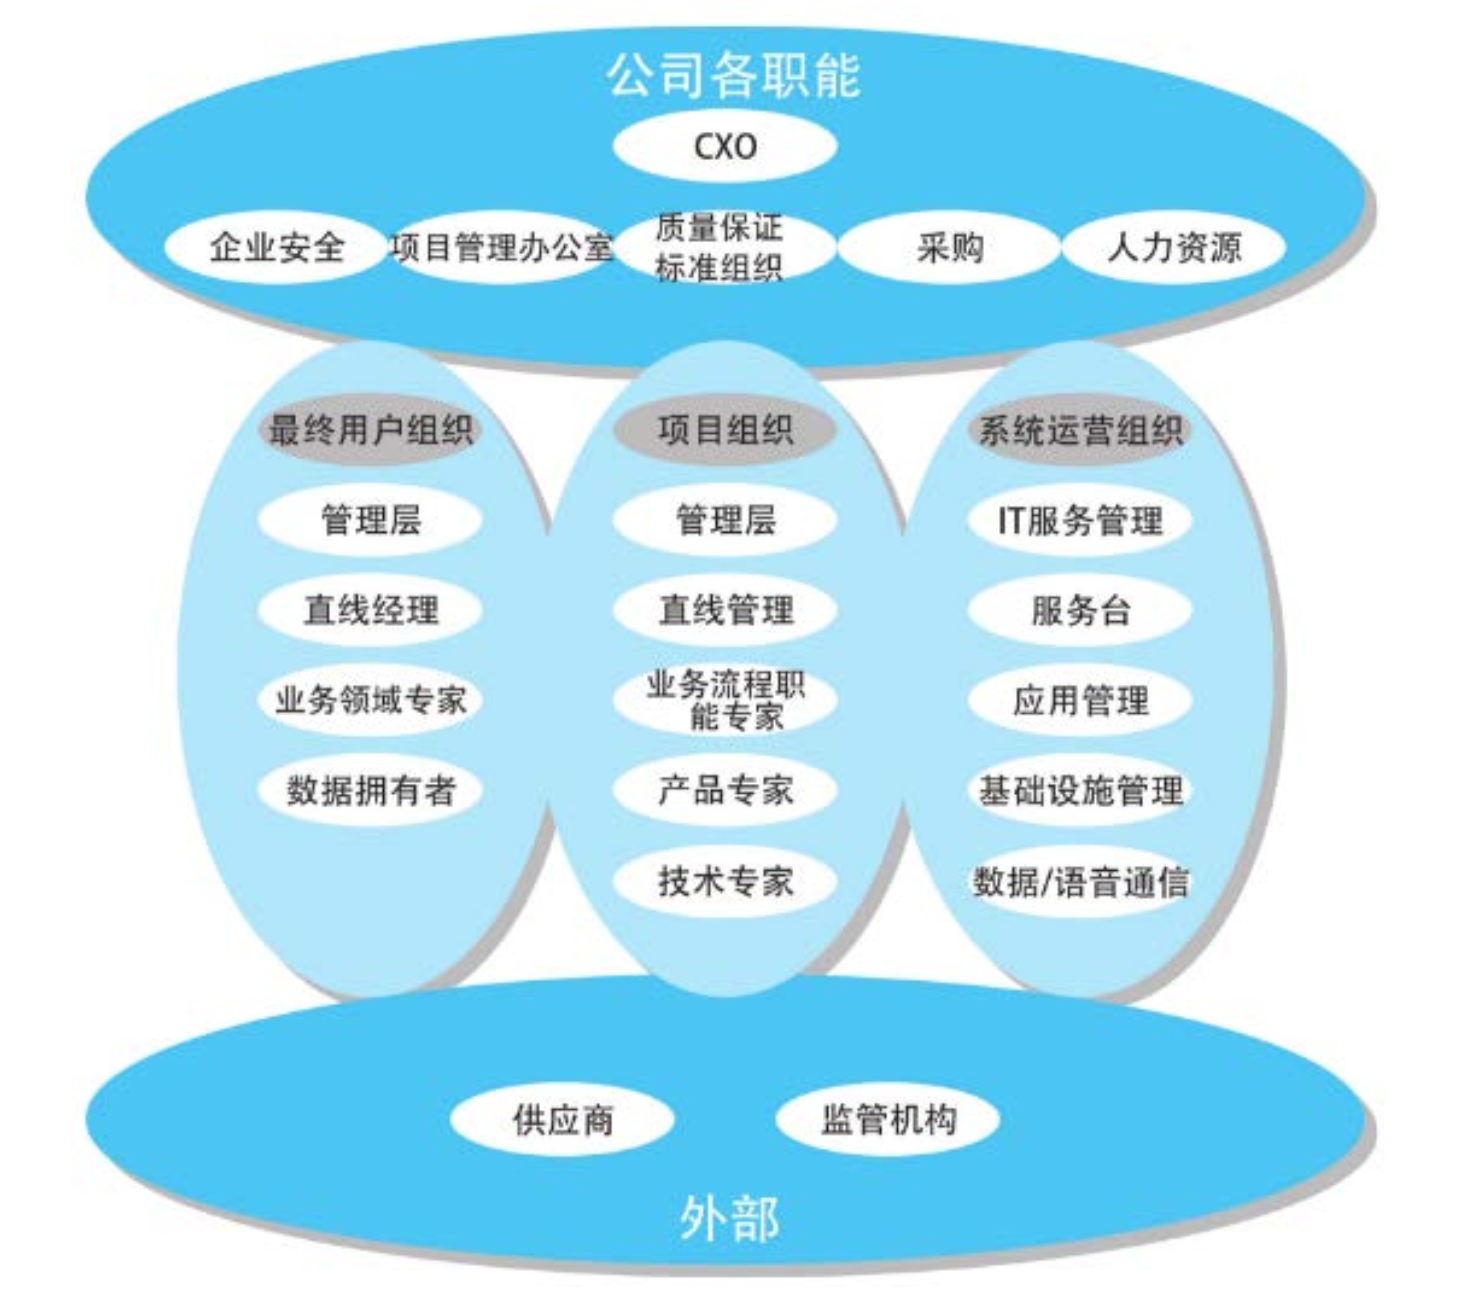 公司各职能
CXO
企业安全
项目管理办公室
质量保证
标准组织
采购
人力资源
最终用户组织
管理层
直线经理
业务领域专家
数据拥有者
项目组织
管理层
直线管理
业务流程职
能专家
产品专家
技术专家
系统运营组织
IT服务管理
服务台
应用管理
基础设施管理
数据/语音通信
供应商
监管机构
外部